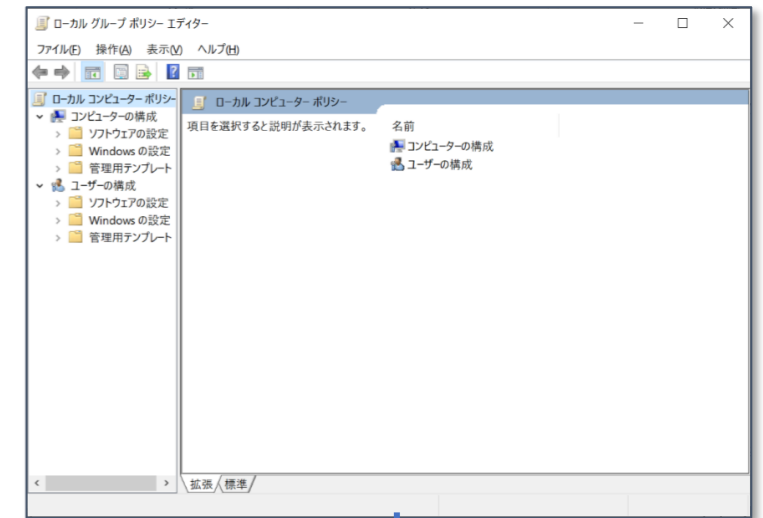 ローカル グループ ポリシー エディター
ファイル(F) 操作(A) 表示(V) ヘルプ(H)
ローカル コンピューター ポリシー
コンピューターの構成
ソフトウェアの設定
Windows の設定
管理用テンプレート
ユーザーの構成
ソフトウェアの設定
Windows の設定
管理用テンプレート
ローカル コンピューター ポリシー
項目を選択すると説明が表示されます。
名前
コンピューターの構成
ユーザーの構成
拡張 標準